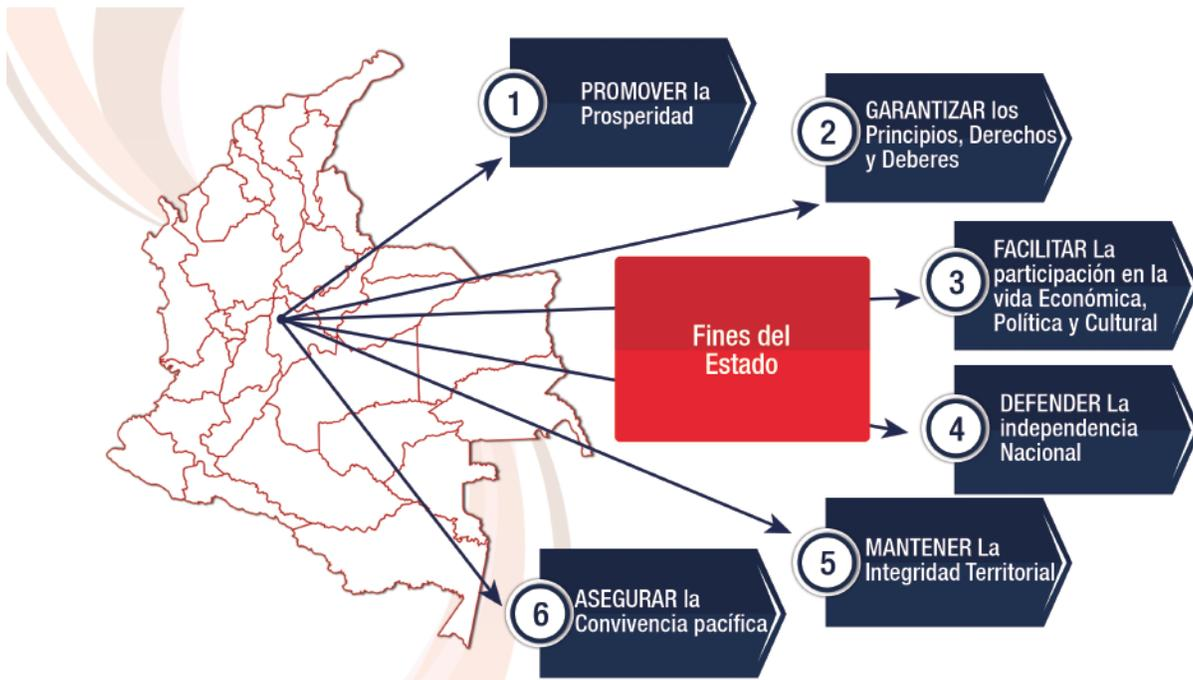 1
PROMOVER la
Prosperidad
2
GARANTIZAR los
Principios, Derechos
y Deberes
3
FACILITAR La
participación en la
vida Económica,
Política y Cultural
Fines del
Estado
4
DEFENDER La
independencia
Nacional
5
MANTENER La
Integridad Territorial
6
ASEGURAR la
Convivencia pacífica